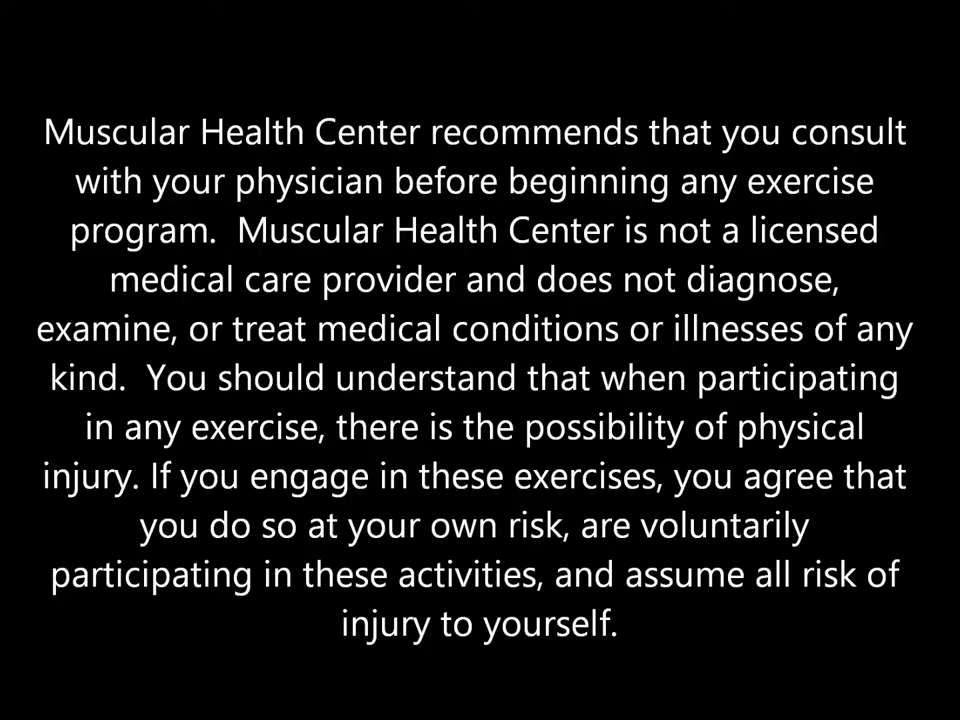 Muscular Health Center recommends that you consult
with your physician before beginning any exercise
program.  Muscular Health Center is not a licensed
medical care provider and does not diagnose,
examine, or treat medical conditions or illnesses of any
kind.  You should understand that when participating
in any exercise, there is the possibility of physical
injury. If you engage in these exercises, you agree that
you do so at your own risk, are voluntarily
participating in these activities, and assume all risk of
injury to yourself.